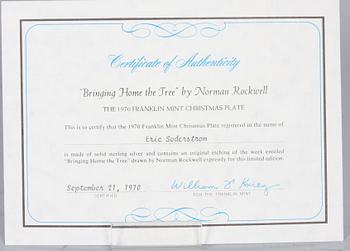 Certificate of Authenticity
"Bringing Home the Tree" by Norman Rockwell
THE 1970 FRANKLIN MINT CHRISTMAS PLATE
This is to certify that the 1970 Franklin Mint Christmas Plate registered in the name of
Eric Soderstrom
is made of solid sterling silver and contains an original etching of the work entitled
"Bringing Home the Tree" drawn by Norman Rockwell expressly for this limited edition.
September 21, 1970
CERTIFIED
William
FOR THE FRANKLIN MINT